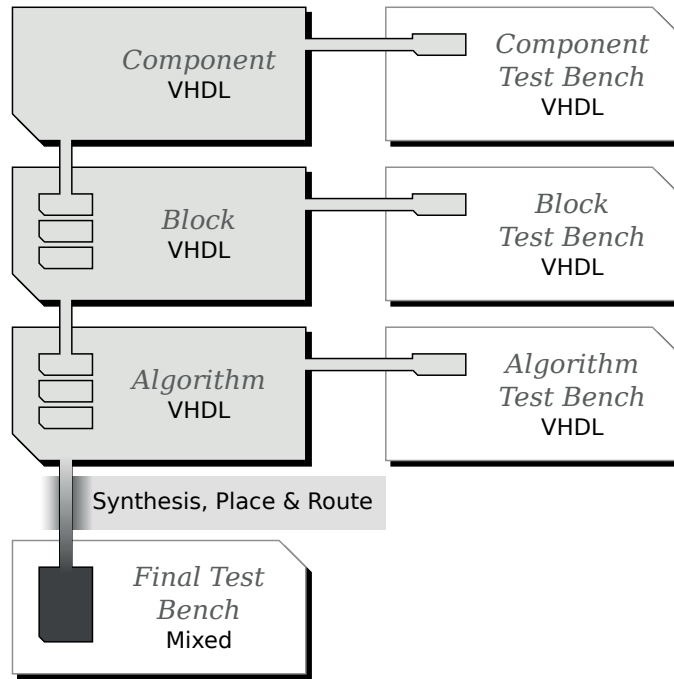 Component
VHDL
Component
Test Bench
VHDL
Block
VHDL
Block
Test Bench
VHDL
Algorithm
VHDL
Algorithm
Test Bench
VHDL
Synthesis, Place & Route
Final Test
Bench
Mixed